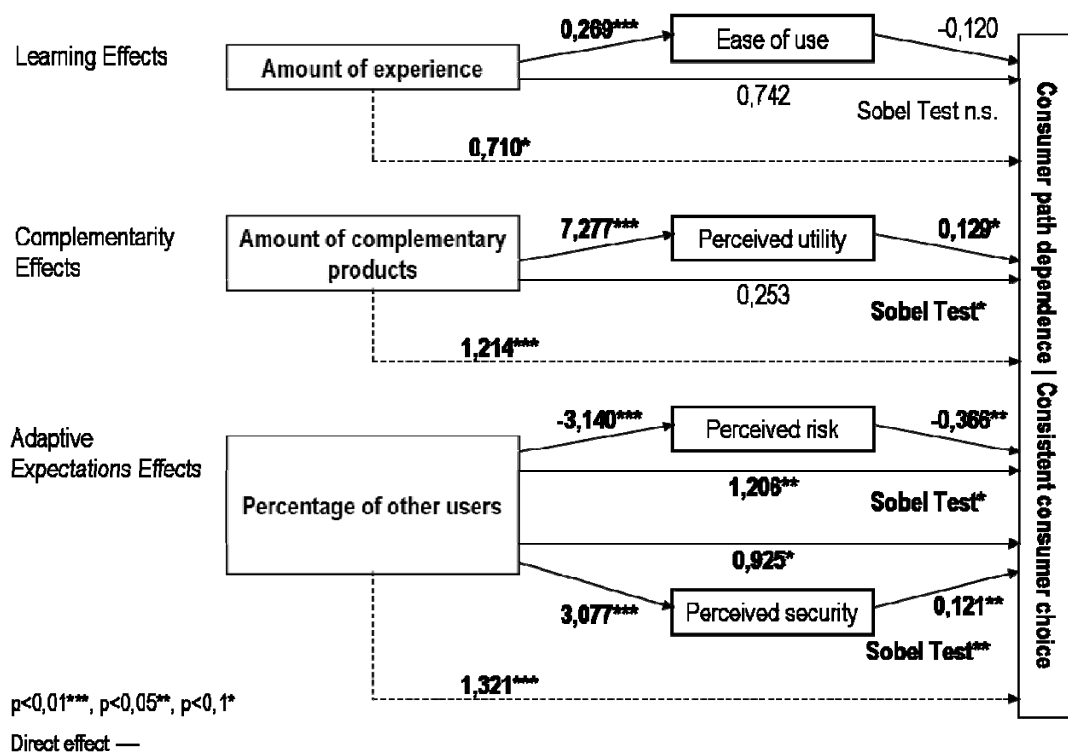 Learning Effects
Amount of experience
0,269***
Ease of use
-0,120
0,742
Sobel Test n.s.
0,710*
Complementarity
Effects
Amount of complementary
products
7,277***
Perceived utility
0,129*
0,253
Sobel Test*
1,214***
Adaptive
Expectations Effects
Percentage of other users
-3,140***
Perceived risk
-0,366**
1,206**
Sobel Test*
0,925*
3,077***
Perceived security
0,121**
Sobel Test**
1,321***
Consumer path dependence | Consistent consumer choice
p<0,01***, p<0,05**, p<0,1*
Direct effect —